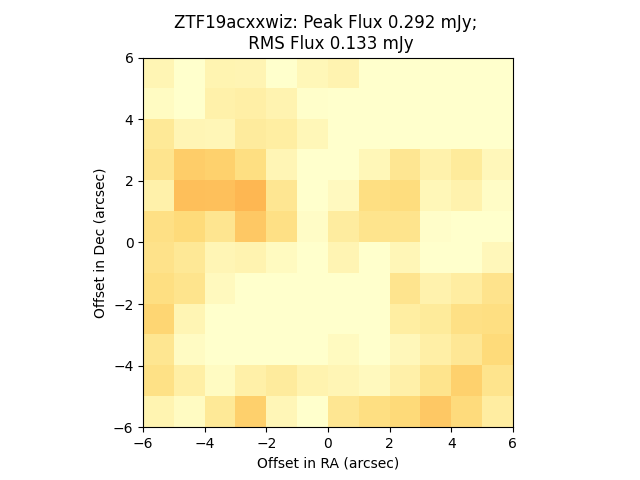 ZTF19acxxwiz: Peak Flux 0.292 mJy;
RMS Flux 0.133 mJy
6
4
2
0
−2
−4
−6
Offset in Dec (arcsec)
−6 −4 −2 0 2 4 6
Offset in RA (arcsec)